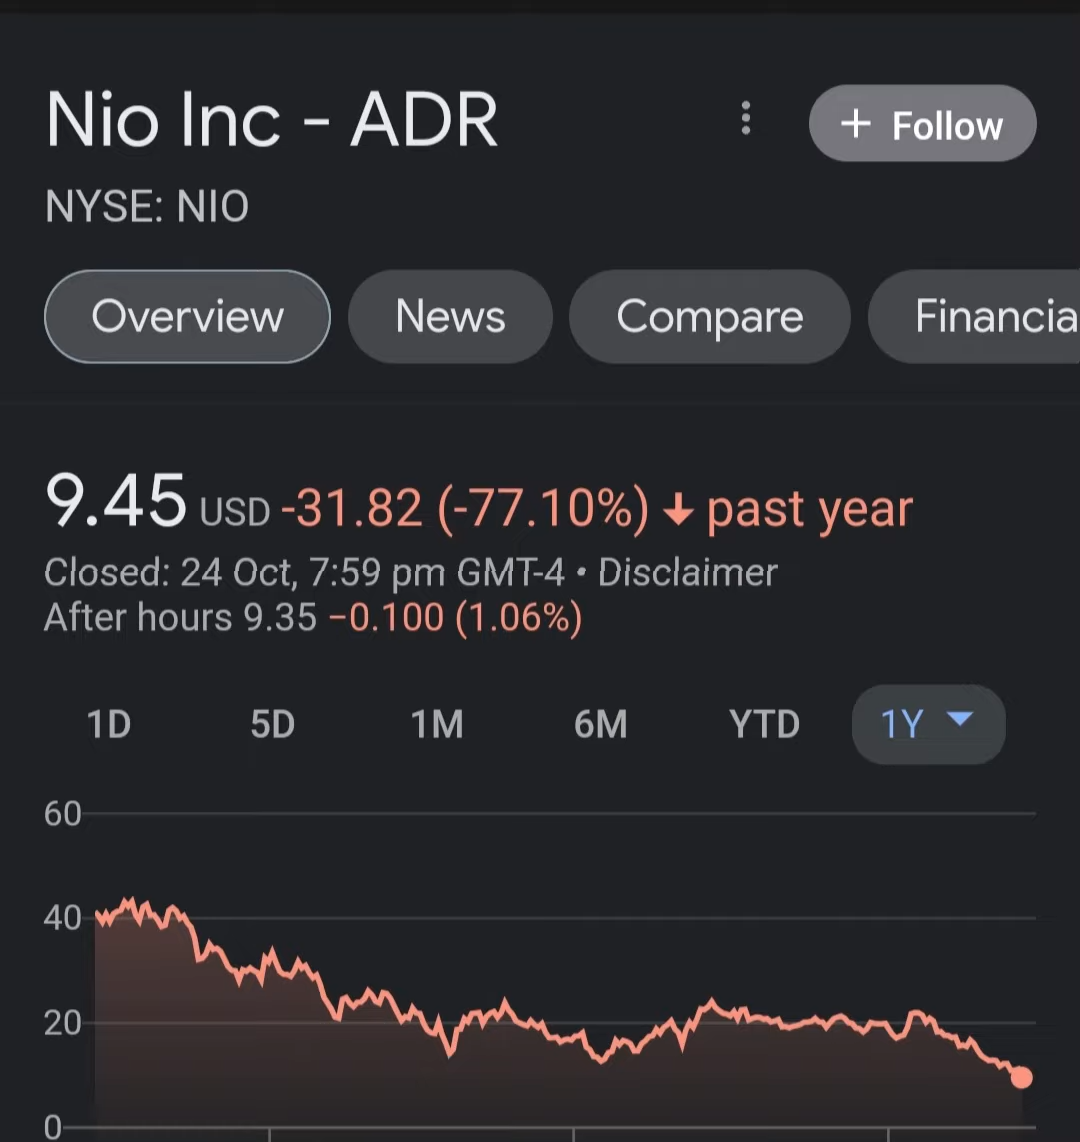 Nio Inc - ADR
+ Follow
NYSE: NIO
Overview News Compare Financia
9.45 USD -31.82 (-77.10%) ↓ past year
Closed: 24 Oct, 7:59 pm GMT-4 • Disclaimer
After hours 9.35 −0.100 (1.06%)
1D 5D 1M 6M YTD 1Y
60
40
20
0